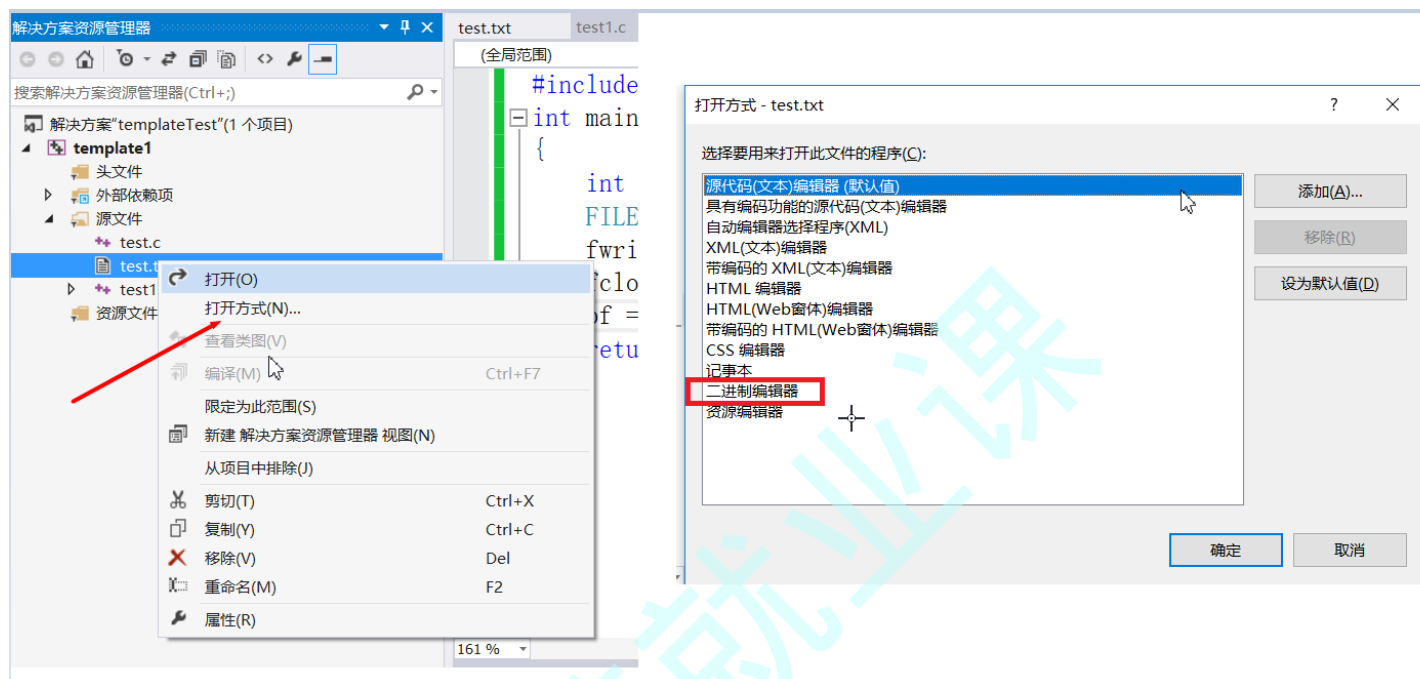 解决方案资源管理器
搜索解决方案资源管理器(Ctrl+;)
解决方案"templateTest"(1 个项目)
template1
头文件
外部依赖项
源文件
test.c
test.t
test1
资源文件
打开(O)
打开方式(N)...
查看类图(V)
编译(M) Ctrl+F7
限定为此范围(S)
新建 解决方案资源管理器 视图(N)
从项目中排除(J)
剪切(T) Ctrl+X
复制(Y) Ctrl+C
移除(V) Del
重命名(M) F2
属性(R)
test.txt test1.c
(全局范围)
#include
int main
{
int
FILE
fwri
fclo
pf =
retu
161 %
打开方式 - test.txt
选择要用来打开此文件的程序(C):
源代码(文本)编辑器 (默认值)
具有编码功能的源代码(文本)编辑器
自动编辑器选择程序(XML)
XML(文本)编辑器
带编码的 XML(文本)编辑器
HTML 编辑器
HTML(Web窗体)编辑器
带编码的 HTML(Web窗体)编辑器
CSS 编辑器
记事本
二进制编辑器
资源编辑器
添加(A)...
移除(R)
设为默认值(D)
确定
取消
就业课